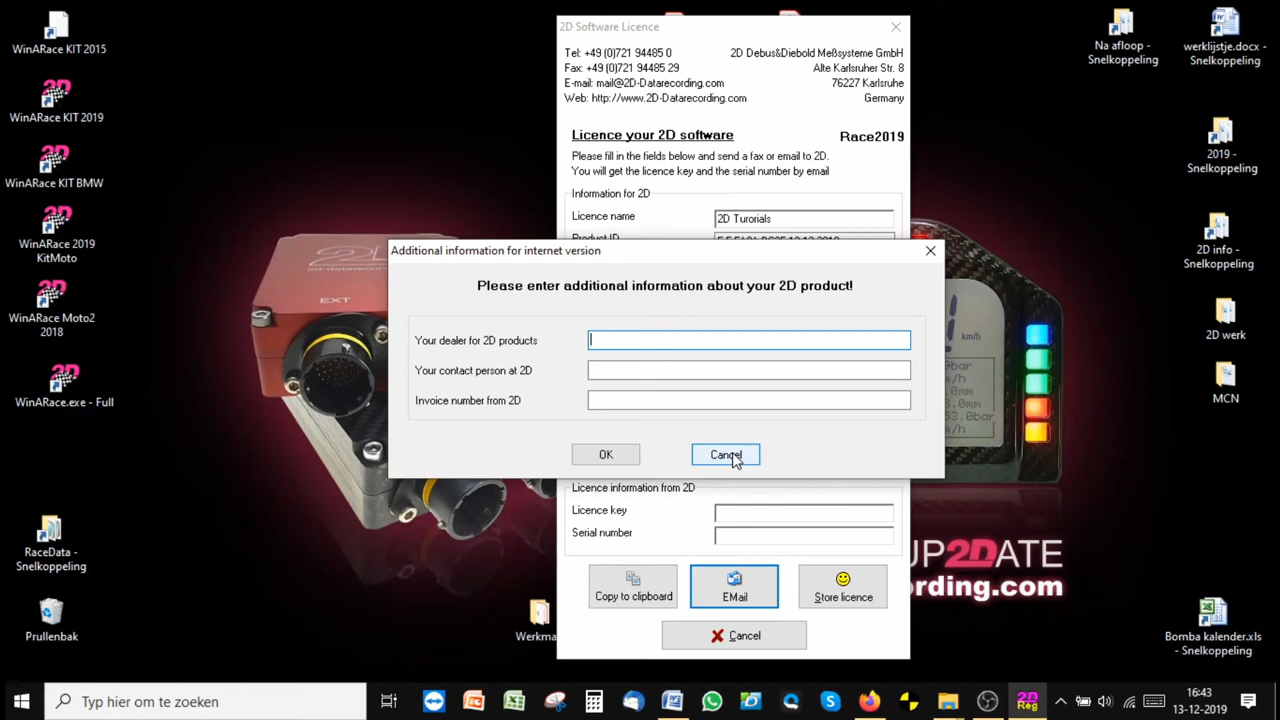 WinARace KIT 2015
WinARace KIT 2019
WinARace KIT BMW
WinARace 2019
KitMoto
WinARace Moto2
2018
WinARace.exe - Full
RaceData -
Snelkoppeling
Prullenbak
2D Software Licence
Tel: +49 (0)721 94485 0
2D Debus&Diebold Meßsysteme GmbH
Fax: +49 (0)721 94485 29
Alte Karlsruher Str. 8
E-mail: mail@2D-Datarecording.com
76227 Karlsruhe
Web: http://www.2D-Datarecording.com
Germany
Licence your 2D software
Race2019
Please fill in the fields below and send a fax or email to 2D.
You will get the licence key and the serial number by email
Information for 2D
Licence name
2D Turorials
Product ID
Additional information for internet version
Please enter additional information about your 2D product!
Your dealer for 2D products
Your contact person at 2D
Invoice number from 2D
OK
Cancel
Licence information from 2D
Licence key
Serial number
Copy to clipboard
EMail
Store licence
Cancel
EXT
km/h
UP2DATE
ording.com
Werkma
Na afloop -
Snelkoppeling
werklijstje.docx -
Snelkoppeling
2019 -
Snelkoppeling
2D info -
Snelkoppeling
2D werk
MCN
Bomba kalender.xls
- Snelkoppeling
Typ hier om te zoeken
2D
Reg
16:43
13-12-2019